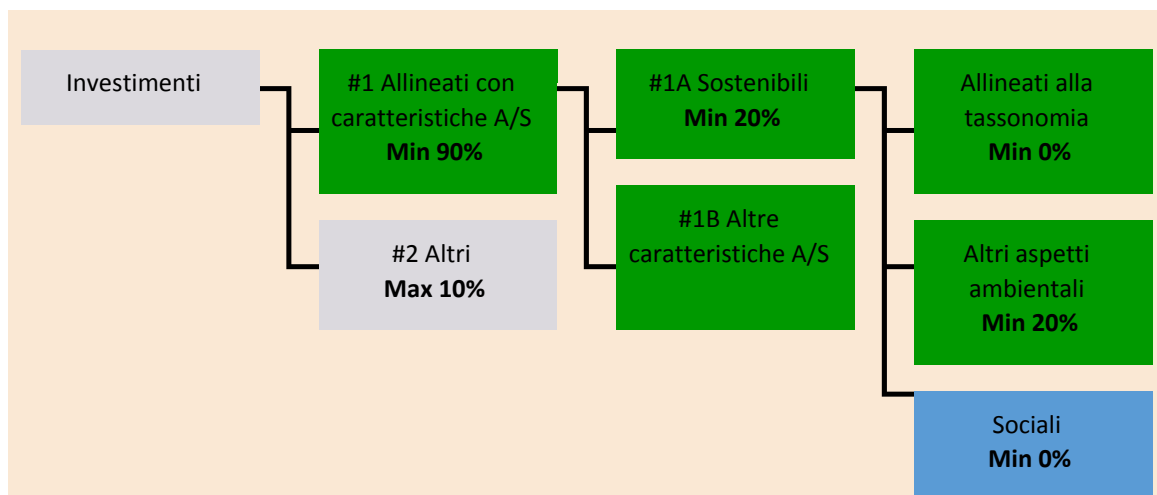 Investimenti
#1 Allineati con
caratteristiche A/S
Min 90%
#2 Altri
Max 10%
#1A Sostenibili
Min 20%
#1B Altre
caratteristiche A/S
Allineati alla
tassonomia
Min 0%
Altri aspetti
ambientali
Min 20%
Sociali
Min 0%